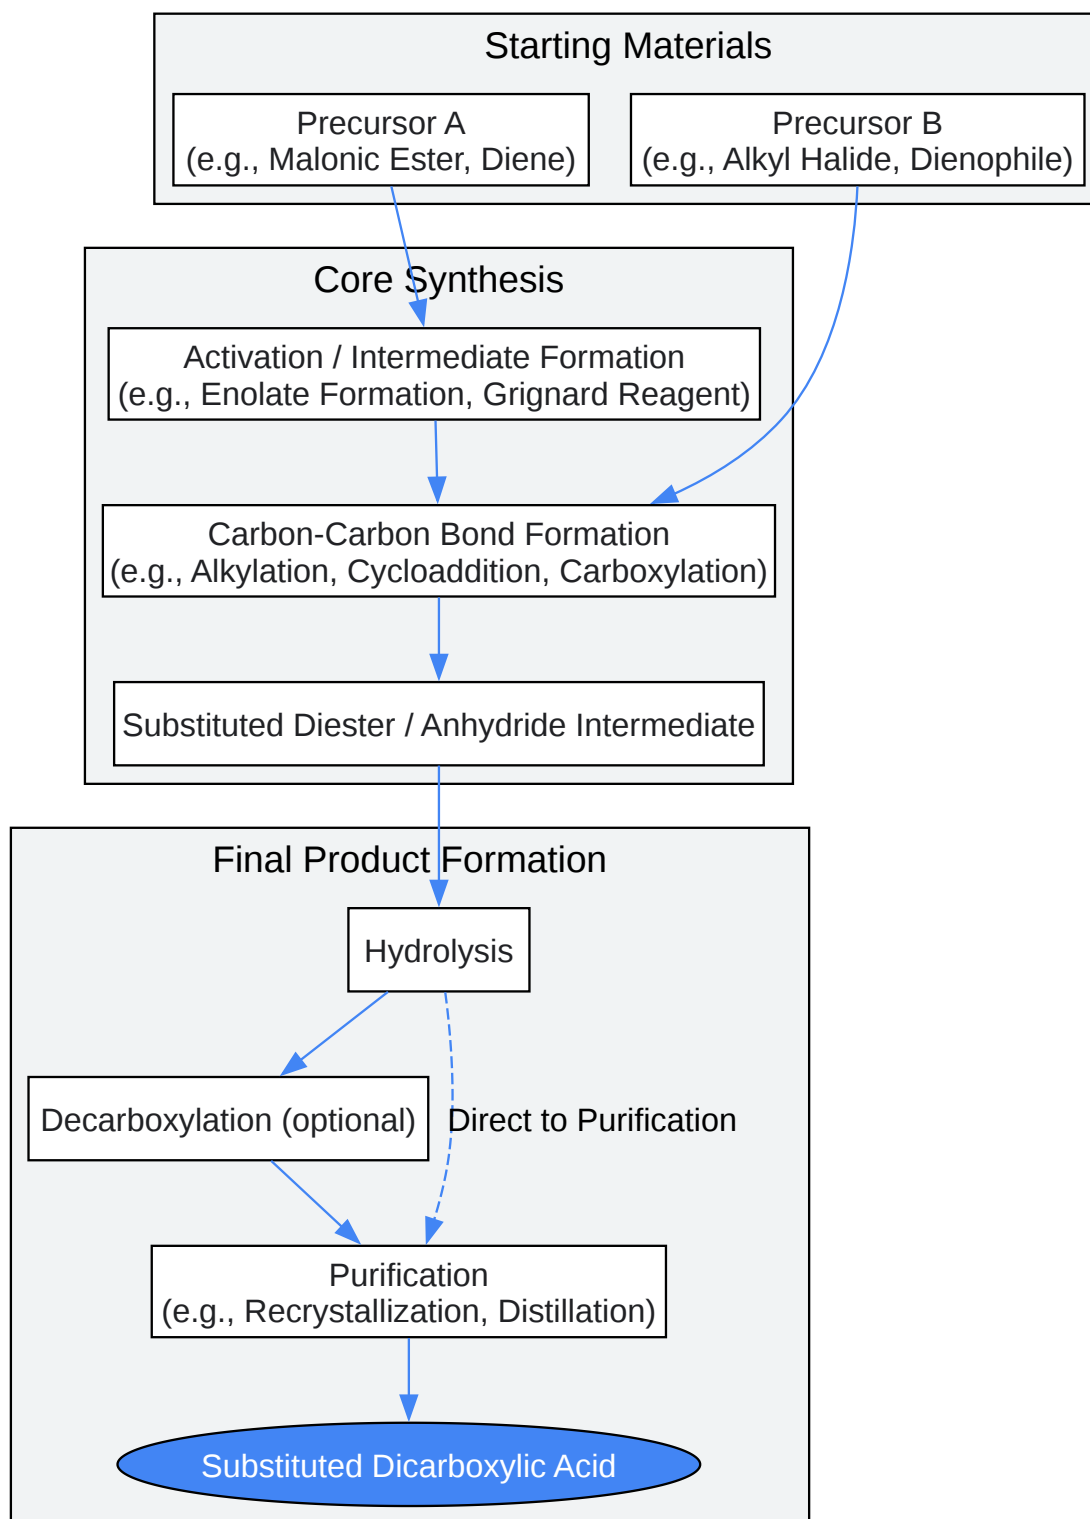 Starting Materials
Precursor A
(e.g., Malonic Ester, Diene)
Precursor B
(e.g., Alkyl Halide, Dienophile)
Core Synthesis
Activation / Intermediate Formation
(e.g., Enolate Formation, Grignard Reagent)
Carbon-Carbon Bond Formation
(e.g., Alkylation, Cycloaddition, Carboxylation)
Substituted Diester / Anhydride Intermediate
Final Product Formation
Hydrolysis
Decarboxylation (optional)
Direct to Purification
Purification
(e.g., Recrystallization, Distillation)
Substituted Dicarboxylic Acid